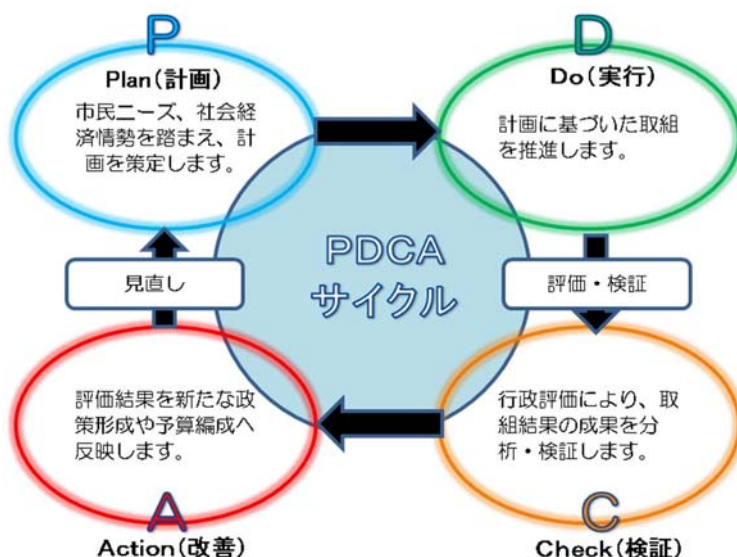 P
Plan(計画)
市民ニーズ、社会経
済情勢を踏まえ、計
画を策定します。
D
Do(実行)
計画に基づいた取組
を推進します。
PDCA
サイクル
見直し
評価・検証
評価結果を新たな政
策形成や予算編成へ
反映します。
A
Action(改善)
行政評価により、取
組結果の成果を分
析・検証します。
C
Check(検証)